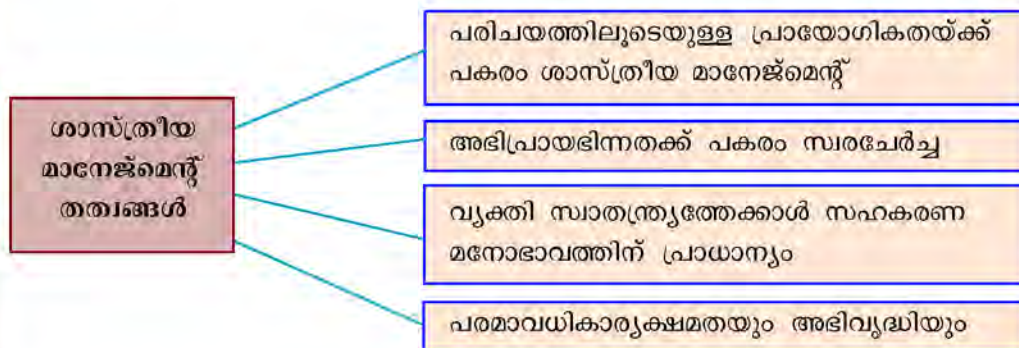 ശാസ്ത്രീയ
മാനേജ്മെന്റ്
തത്വങ്ങൾ
പരിചയത്തിലൂടെയുള്ള പ്രായോഗികതയ്ക്ക്
പകരം ശാസ്ത്രീയ മാനേജ്മെന്റ്
അഭിപ്രായഭിന്നതക്ക് പകരം സ്വരചേർച്ച
വ്യക്തി സ്വാതന്ത്ര്യത്തേക്കാൾ സഹകരണ
മനോഭാവത്തിന് പ്രാധാന്യം
പരമാവധികാര്യക്ഷമതയും അഭിവൃദ്ധിയും